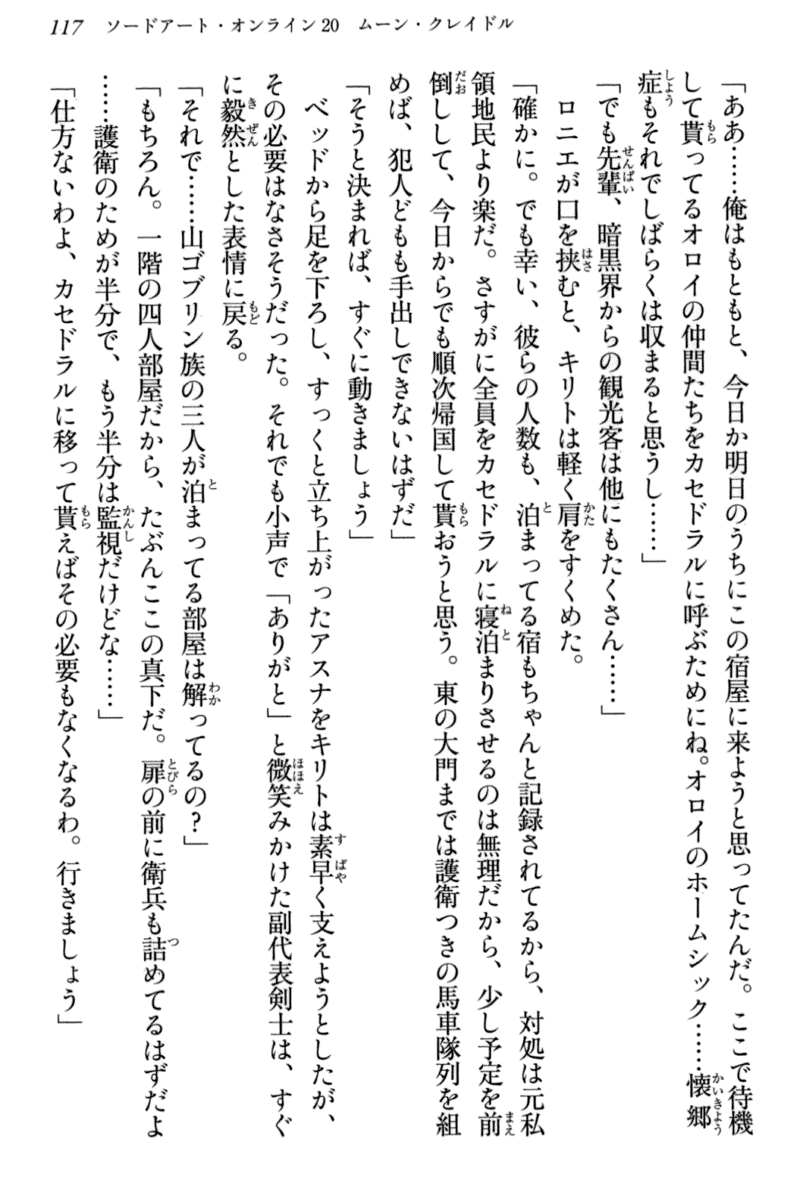 117　ソードアート・オンライン20　ムーン・クレイドル
「ああ……俺はもともと、今日か明日のうちにこの宿屋に来ようと思ってたんだ。ここで待機
して貰ってるオロイの仲間たちをカセドラルに呼ぶためにね。オロイのホームシック……懐郷
症もそれでしばらくは収まると思うし……」
「でも先輩、暗黒界からの観光客は他にもたくさん……」
　ロニエが口を挟むと、キリトは軽く肩をすくめた。
「確かに。でも幸い、彼らの人数も、泊まってる宿もちゃんと記録されてるから、対処は元私
領地民より楽だ。さすがに全員をカセドラルに寝泊まりさせるのは無理だから、少し予定を前
倒しして、今日からでも順次帰国して貰おうと思う。東の大門までは護衛つきの馬車隊列を組
めば、犯人どもも手出しできないはずだ」
「そうと決まれば、すぐに動きましょう」
　ベッドから足を下ろし、すっくと立ち上がったアスナをキリトは素早く支えようとしたが、
その必要はなさそうだった。それでも小声で「ありがと」と微笑みかけた副代表剣士は、すぐ
に毅然とした表情に戻る。
「それで……山ゴブリン族の三人が泊まってる部屋は解ってるの？」
「もちろん。一階の四人部屋だから、たぶんここの真下だ。扉の前に衛兵も詰めてるはずだよ
……護衛のためが半分で、もう半分は監視だけどな……」
「仕方ないわよ、カセドラルに移って貰えばその必要もなくなるわ。行きましょう」